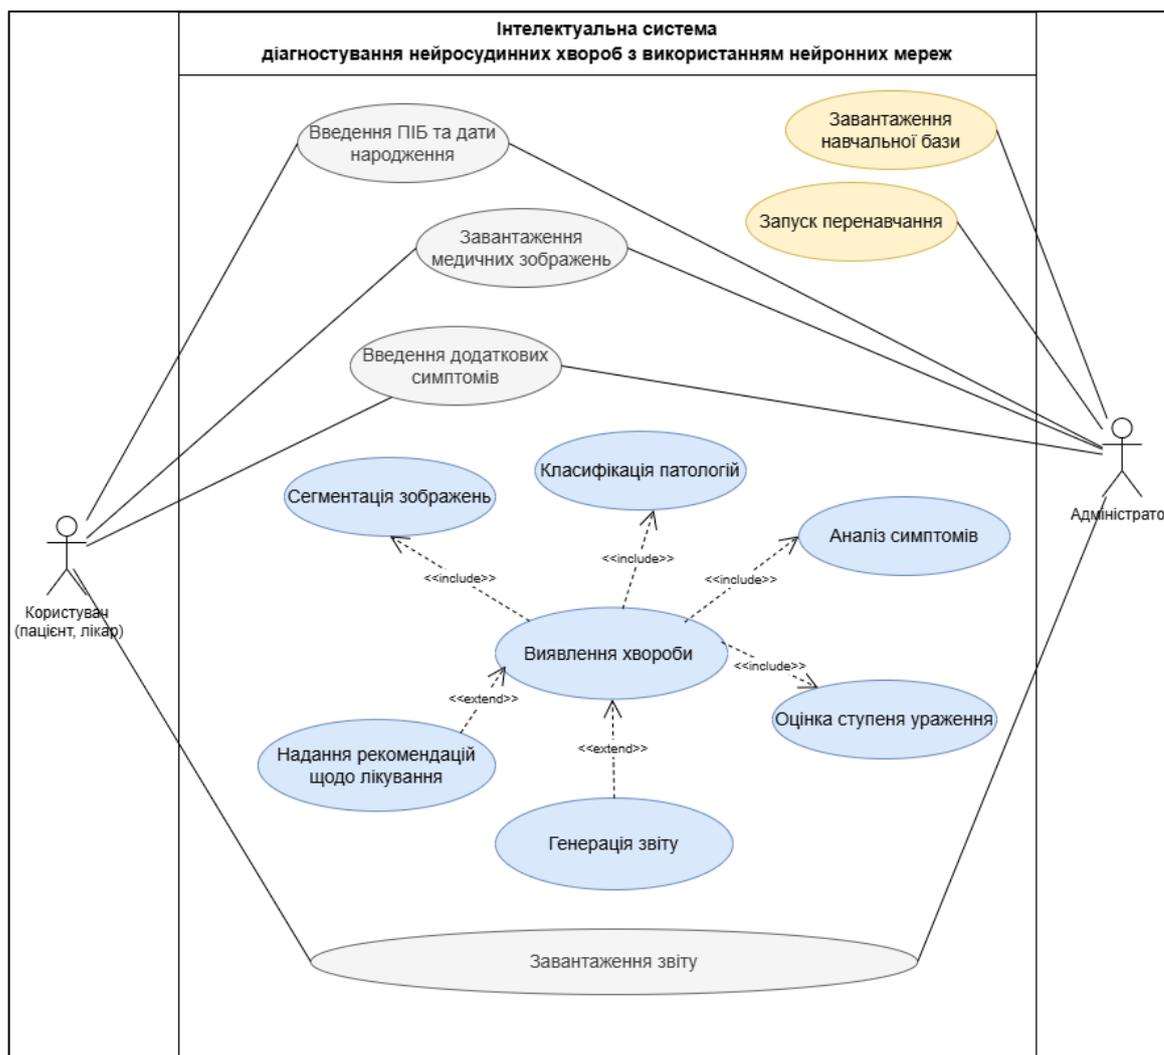 Інтелектуальна система
діагностування нейросудинних хвороб з використанням нейронних мереж
Введення ПІБ та дати
народження
Завантаження
навчальної бази
Запуск перенавчання
Завантаження
медичних зображень
Введення додаткових
симптомів
Сегментація зображень
Класифікація патологій
Аналіз симптомів
Адміністрато
<<include>>
<<include>>
<<include>>
Користувач
(пацієнт, лікар)
Виявлення хвороби
<<include>>
<<extend>>
Оцінка ступеня ураження
Надання рекомендацій
щодо лікування
<<extend>>
Генерація звіту
Завантаження звіту